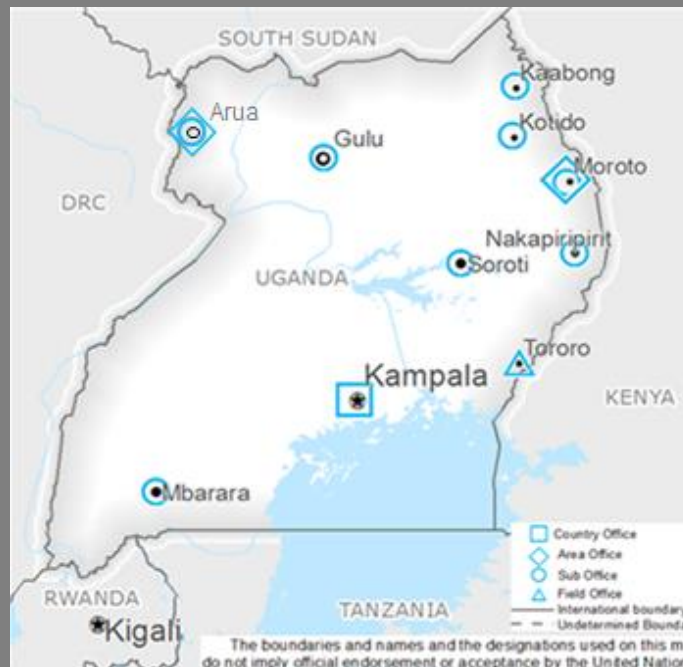 SOUTH SUDAN
Kaabong
Arua
Kotido
Gulu
Moroto
DRC
Nakapiripirit
Soroti
UGANDA
Tororo
Kampala
KENYA
Mbarara
Country Office
Area Office
Sub Office
Field Office
International boundary
Undetermined Bounda
RWANDA
TANZANIA
Kigali
The boundaries and names and the designations used on this m
do not imply official endorsement or acceptance by the United Natio